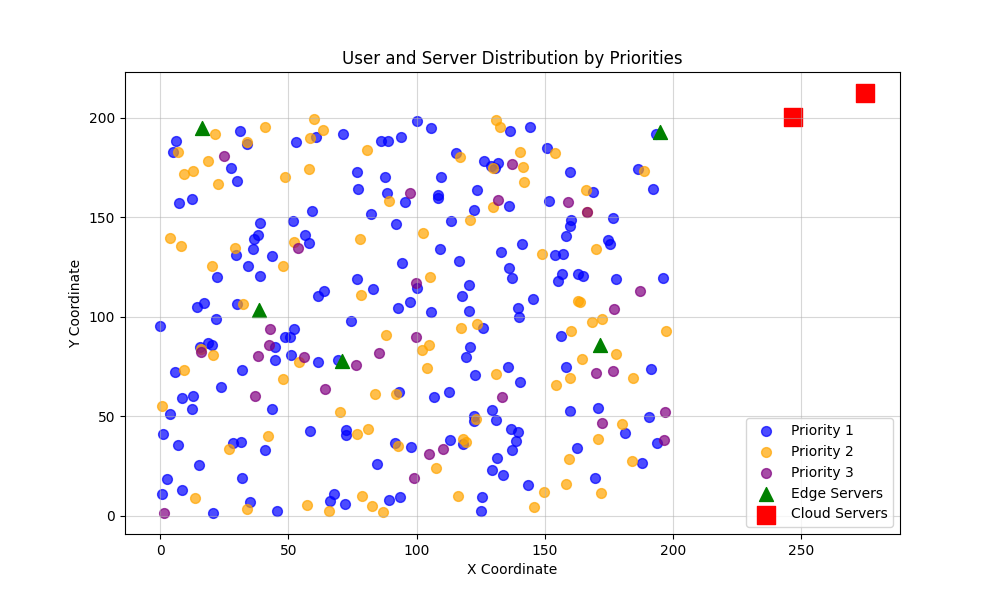 User and Server Distribution by Priorities
Y Coordinate
200
150
100
50
0
0 50 100 150 200 250
X Coordinate
Priority 1
Priority 2
Priority 3
Edge Servers
Cloud Servers